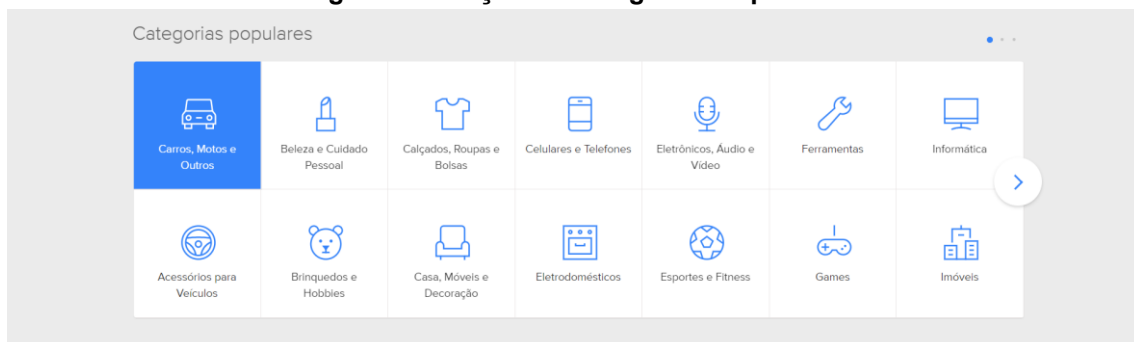 Categorias populares
Carros, Motos e
Outros
Beleza e Cuidado
Pessoal
Calçados, Roupas e
Bolsas
Celulares e Telefones
Eletrônicos, Áudio e
Vídeo
Ferramentas
Informática
Acessórios para
Veículos
Brinquedos e
Hobbies
Casa, Móveis e
Decoração
Eletrodomésticos
Esportes e Fitness
Games
Imóveis